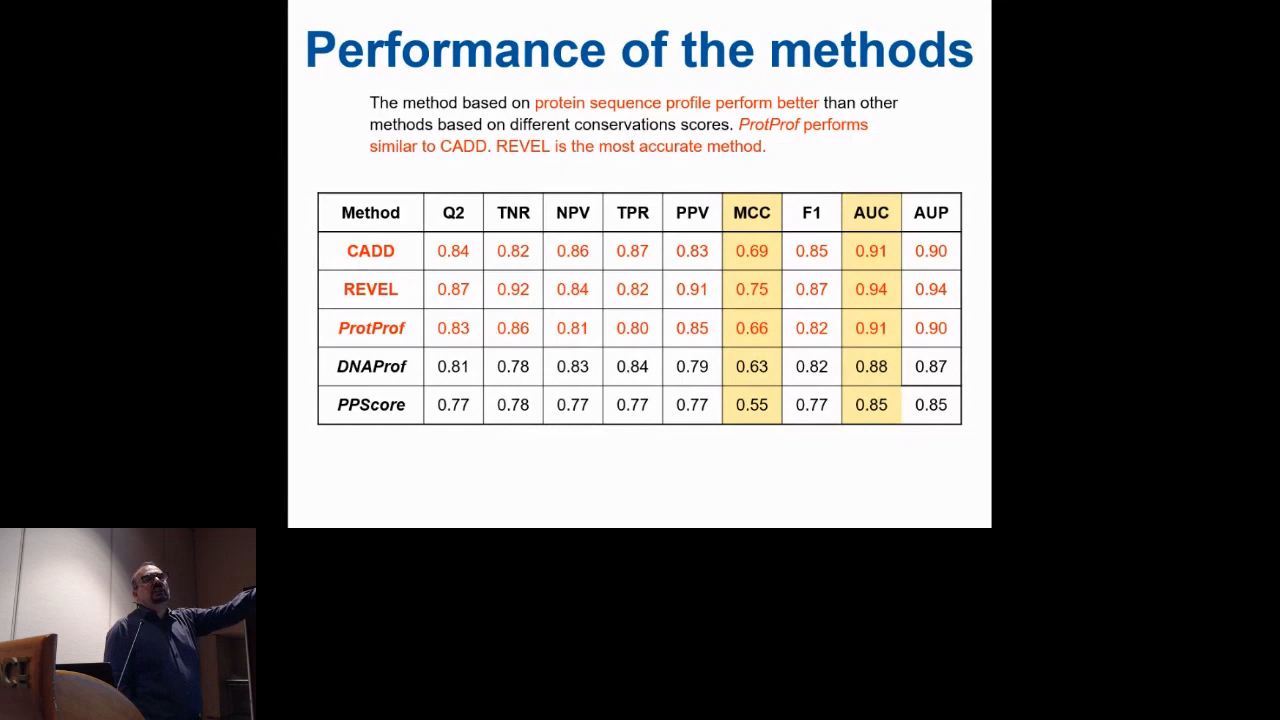 Performance of the methods
The method based on protein sequence profile perform better than other
methods based on different conservations scores. ProtProf performs
similar to CADD. REVEL is the most accurate method.
Method Q2 TNR NPV TPR PPV MCC F1 AUC AUP
CADD 0.84 0.82 0.86 0.87 0.83 0.69 0.85 0.91 0.90
REVEL 0.87 0.92 0.84 0.82 0.91 0.75 0.87 0.94 0.94
ProtProf 0.83 0.86 0.81 0.80 0.85 0.66 0.82 0.91 0.90
DNAProf 0.81 0.78 0.83 0.84 0.79 0.63 0.82 0.88 0.87
PPScore 0.77 0.78 0.77 0.77 0.77 0.55 0.77 0.85 0.85